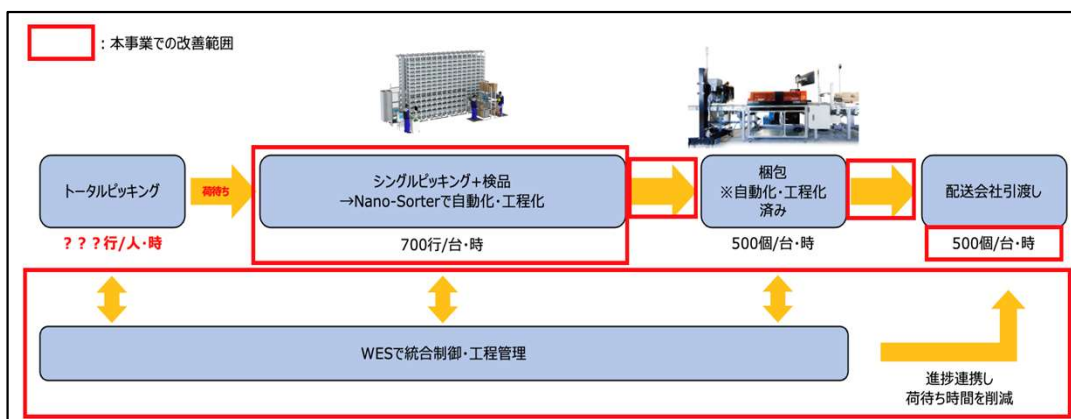 ：本事業での改善範囲
トータルピッキング
荷待ち
シングルピッキング+検品
→Nano-Sorterで自動化・工程化
梱包
※自動化・工程化
済み
配送会社引渡し
？？？行/人・時
700行/台・時
500個/台・時
500個/台・時
WESで統合制御・工程管理
進捗連携し
荷待ち時間を削減